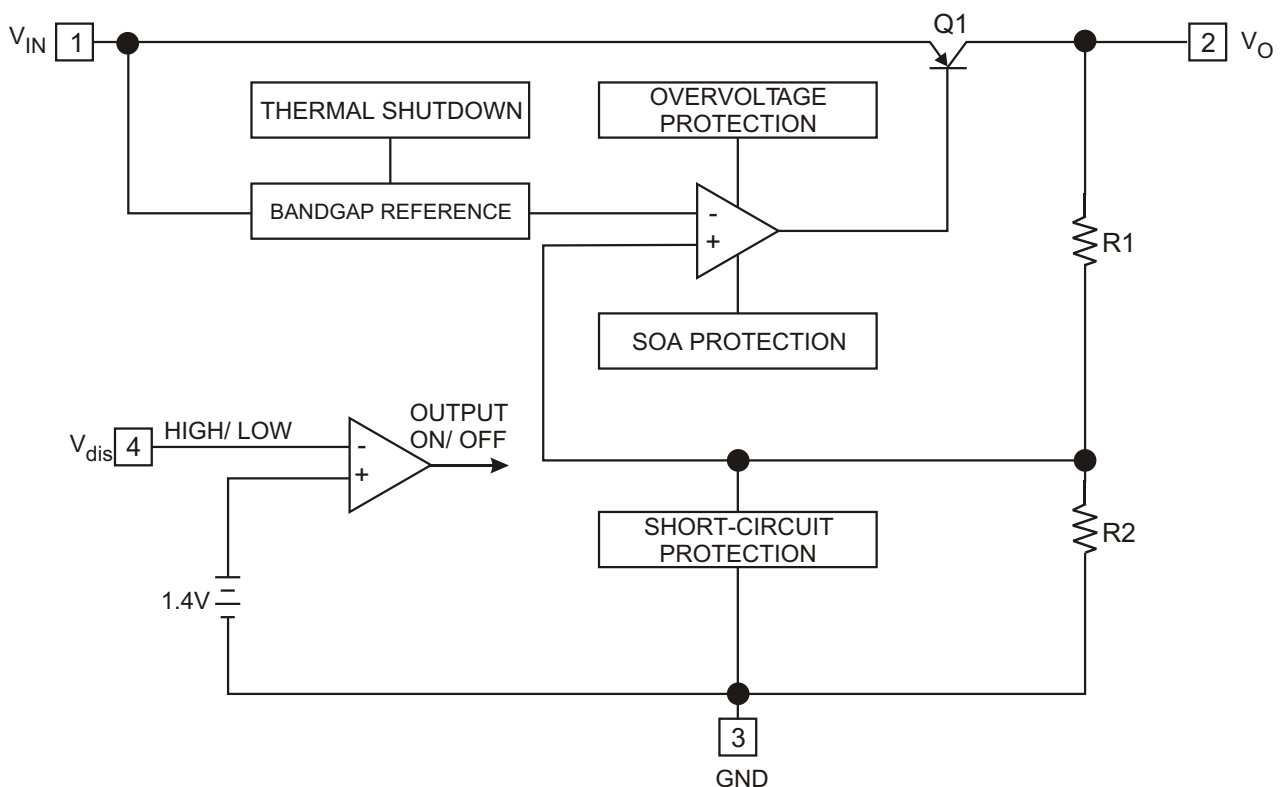 V_IN 1
Q1
2 V_O
THERMAL SHUTDOWN
OVERVOLTAGE
PROTECTION
BANDGAP REFERENCE
-
+
R1
SOA PROTECTION
V_dis 4 HIGH/ LOW
OUTPUT
ON/ OFF
-
+
SHORT-CIRCUIT
PROTECTION
R2
1.4V
3
GND